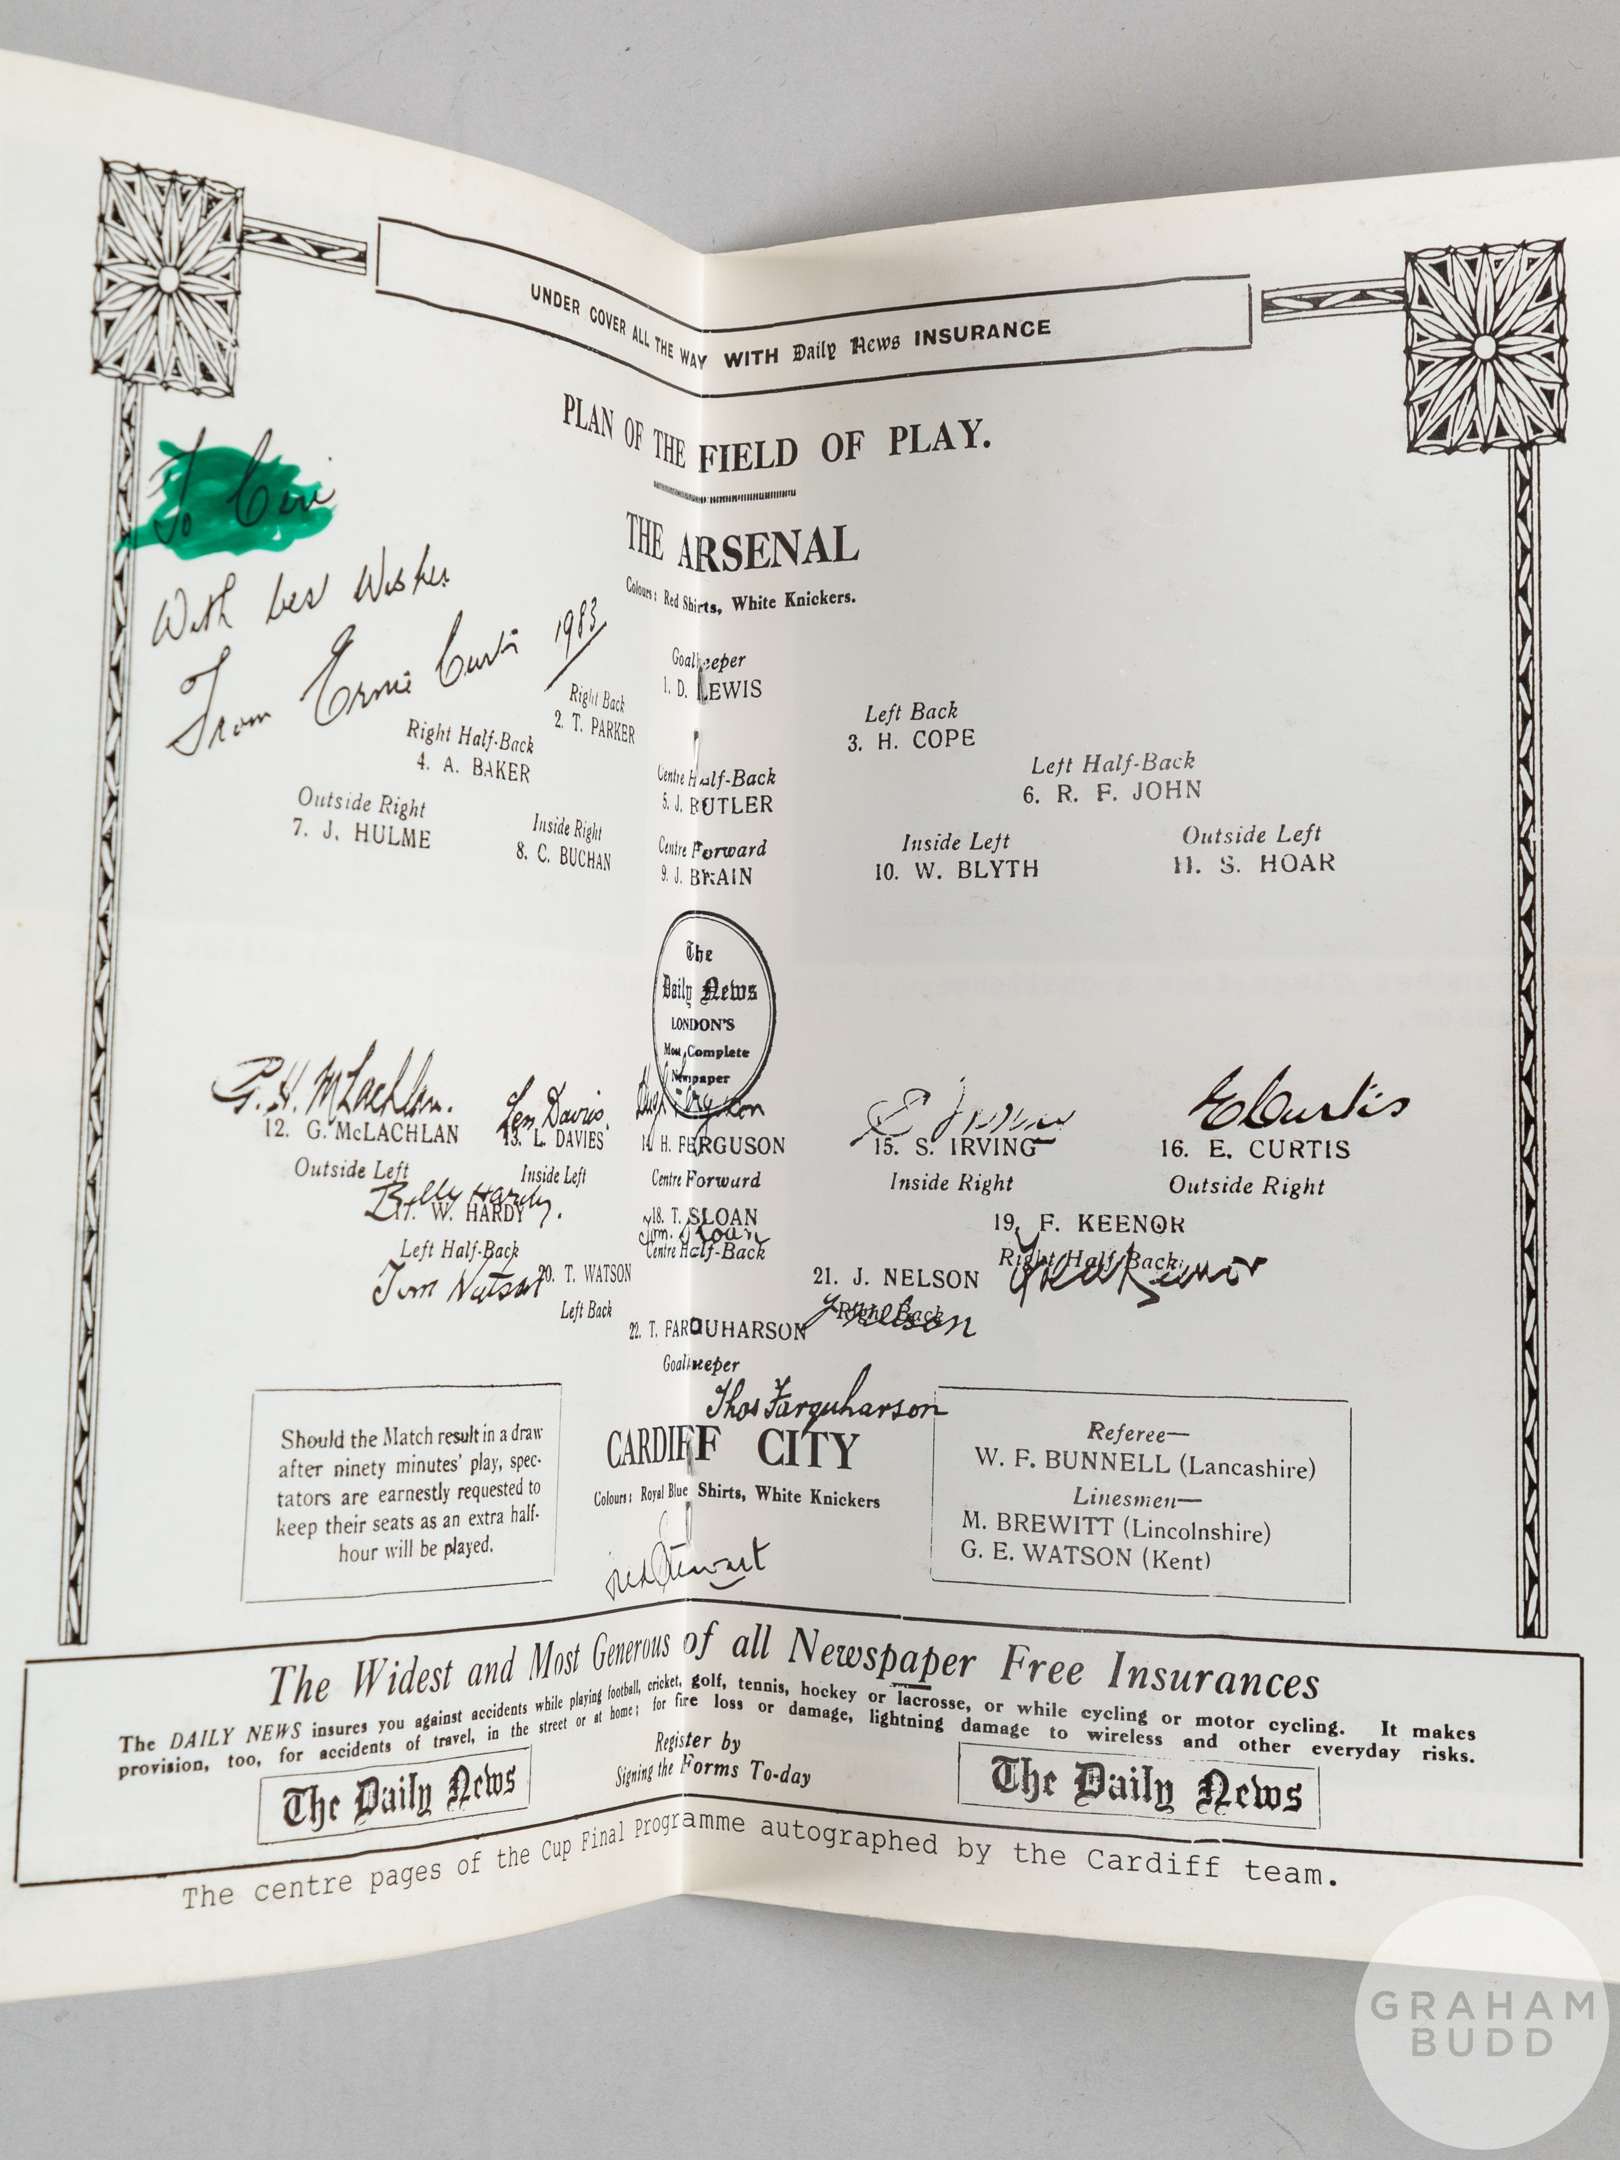 UNDER COVER ALL THE WAY WITH Daily News INSURANCE
PLAN OF THE FIELD OF PLAY.
THE ARSENAL
Colours: Red Shirts, White Knickers.
To Ceri
With best Wishes
From Ernie Curtis 1983
Goalkeeper
1. D. LEWIS
Right Back
2. T. PARKER
Left Back
3. H. COPE
Right Half-Back
4. A. BAKER
Centre Half-Back
5. J. BUTLER
Left Half-Back
6. R. F. JOHN
Outside Right
7. J. HULME
Inside Right
8. C. BUCHAN
Centre Forward
9. J. BRAIN
Inside Left
10. W. BLYTH
Outside Left
11. S. HOAR
The
Daily News
LONDON'S
Most Complete
Newspaper
G. H. McLachlan.
12. G. McLACHLAN
Outside Left
Len Davies.
13. L. DAVIES
Inside Left
Hugh Ferguson
14. H. FERGUSON
Centre Forward
S Irving
15. S. IRVING
Inside Right
E Curtis
16. E. CURTIS
Outside Right
Billy Hardy.
17. W. HARDY
Left Half-Back
18. T. SLOAN
Tom. Sloan
Centre Half-Back
19. F. KEENOR
Right Half Back
Fred Keenor
Tom Watson
20. T. WATSON
Left Back
21. J. NELSON
Right Back
J Nelson
22. T. FARQUHARSON
Goalkeeper
Thos Farquharson
CARDIFF CITY
Colours: Royal Blue Shirts, White Knickers
Fred Stewart
Should the Match result in a draw
after ninety minutes' play, spec-
tators are earnestly requested to
keep their seats as an extra half-
hour will be played.
Referee—
W. F. BUNNELL (Lancashire)
Linesmen—
M. BREWITT (Lincolnshire)
G. E. WATSON (Kent)
The Widest and Most Generous of all Newspaper Free Insurances
The DAILY NEWS insures you against accidents while playing football, cricket, golf, tennis, hockey or lacrosse, or while cycling or motor cycling. It makes
provision, too, for accidents of travel, in the street or at home; for fire loss or damage, lightning damage to wireless and other everyday risks.
The Daily News
Register by
Signing the Forms To-day
The Daily News
The centre pages of the Cup Final Programme autographed by the Cardiff team.
GRAHAM
BUDD